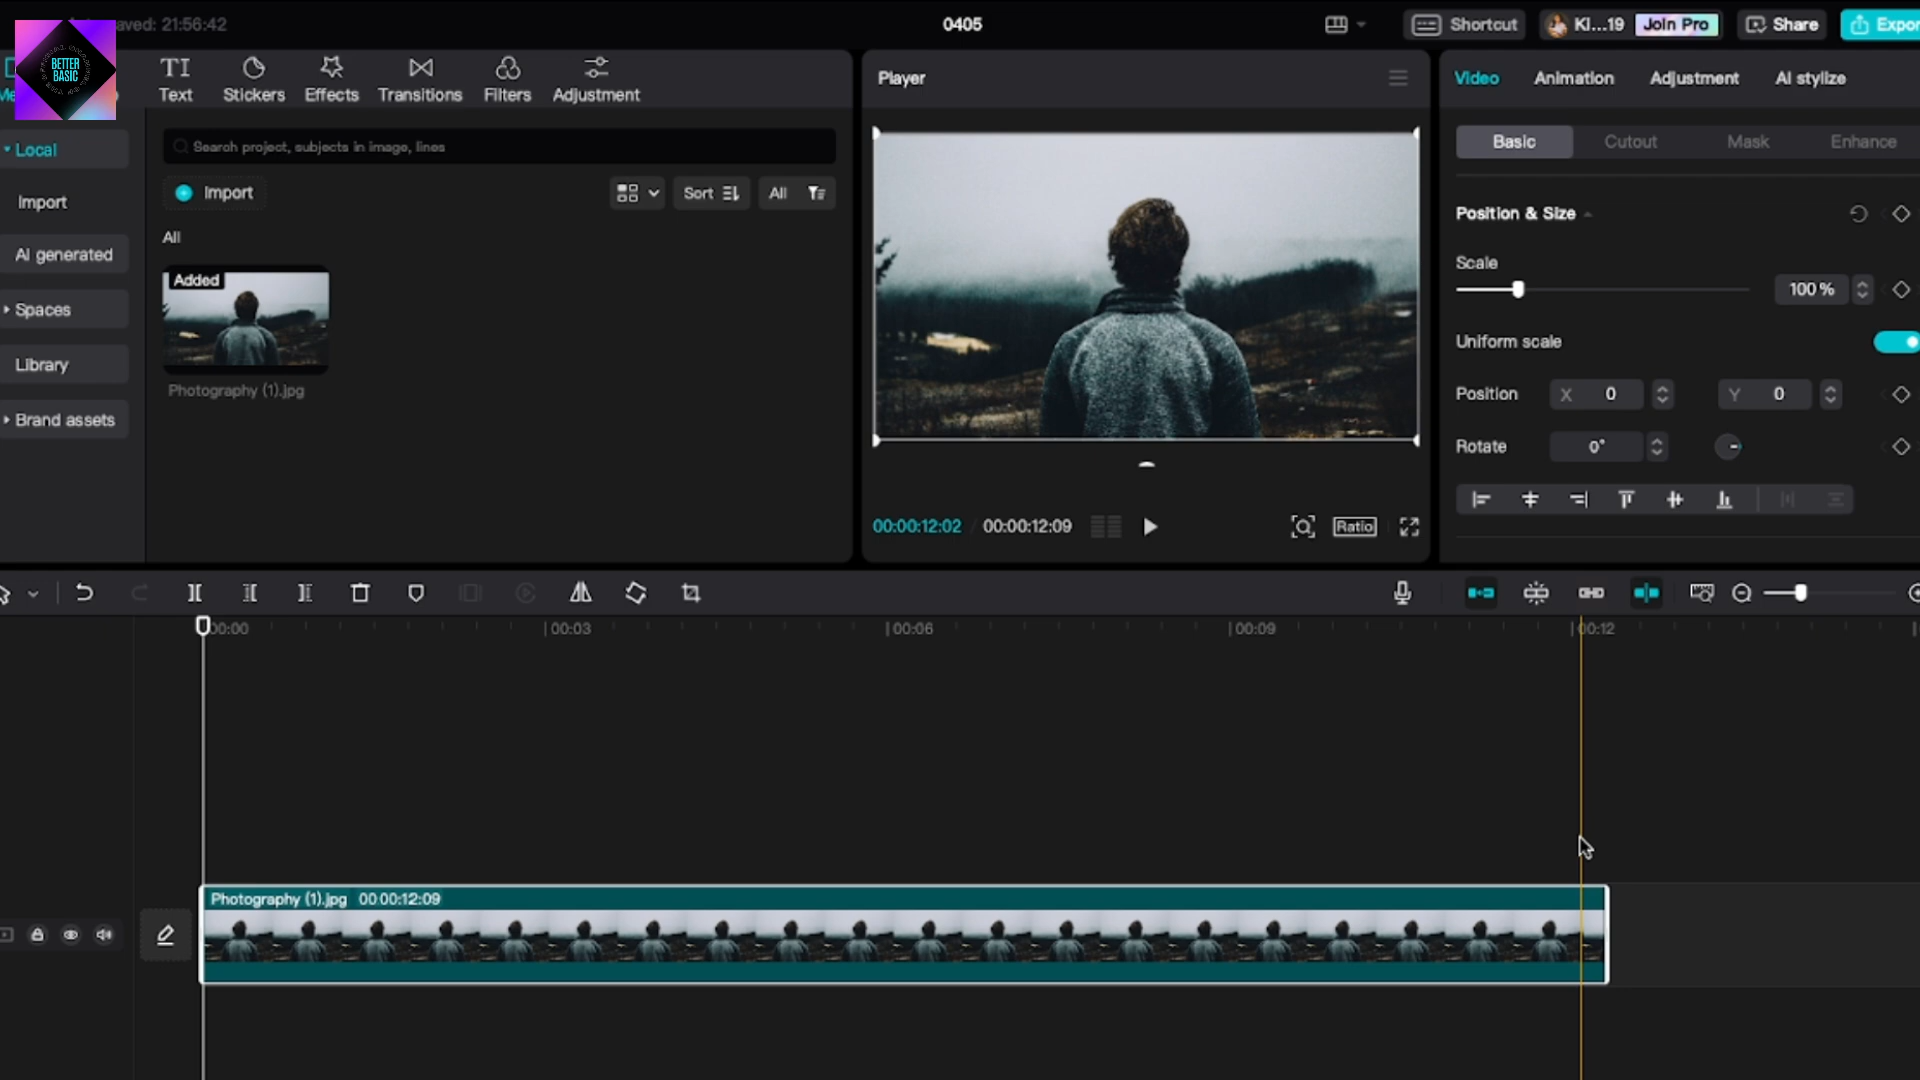 aved: 21:56:42
0405
Shortcut
Ki...19
Join Pro
Share
Expor
BETTER
BASIC
Me
Text
Stickers
Effects
Transitions
Filters
Adjustment
Player
Video
Animation
Adjustment
AI stylize
Local
Import
AI generated
Spaces
Library
Brand assets
Search project, subjects in image, lines
Import
Sort
All
All
Added
Photography (1).jpg
Basic
Cutout
Mask
Enhance
Position & Size
Scale
100%
Uniform scale
Position
X 0
Y 0
Rotate
0°
00:00:12:02
00:00:12:09
Ratio
00:00
00:03
00:06
00:09
00:12
Photography (1).jpg 00:00:12:09